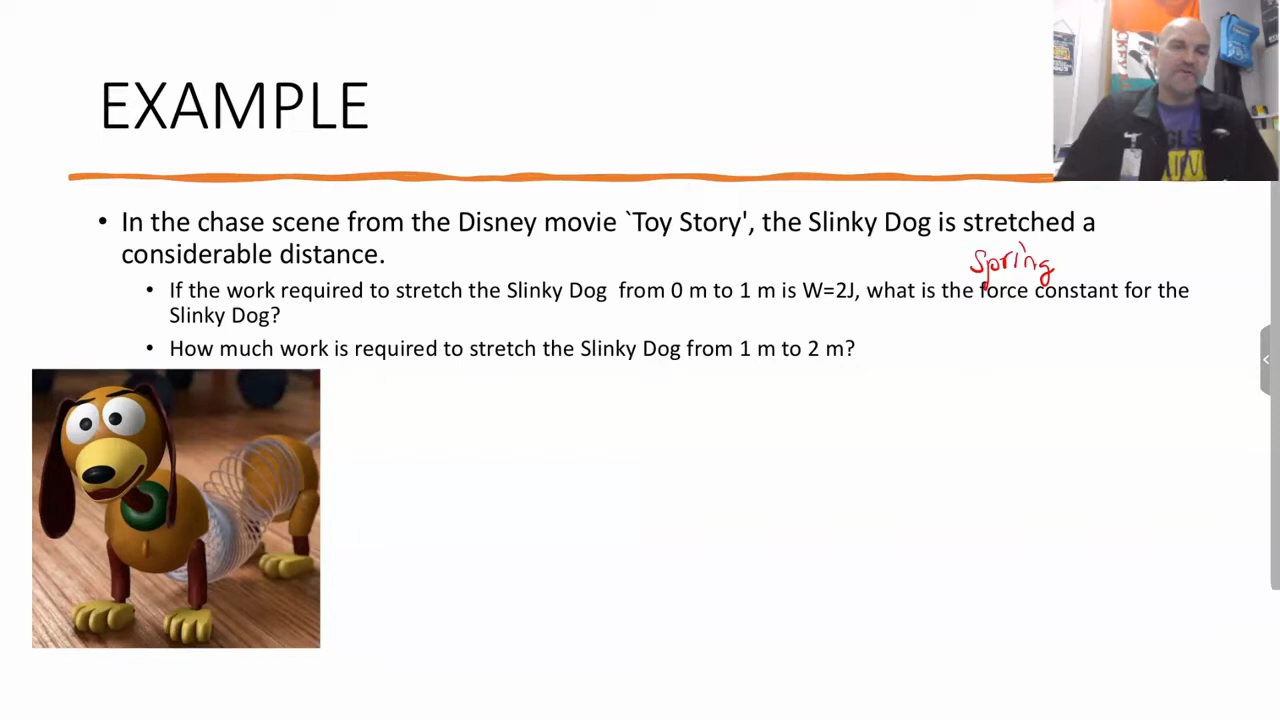 EXAMPLE
• In the chase scene from the Disney movie `Toy Story', the Slinky Dog is stretched a
considerable distance.
spring
• If the work required to stretch the Slinky Dog  from 0 m to 1 m is W=2J, what is the force constant for the
Slinky Dog?
• How much work is required to stretch the Slinky Dog from 1 m to 2 m?